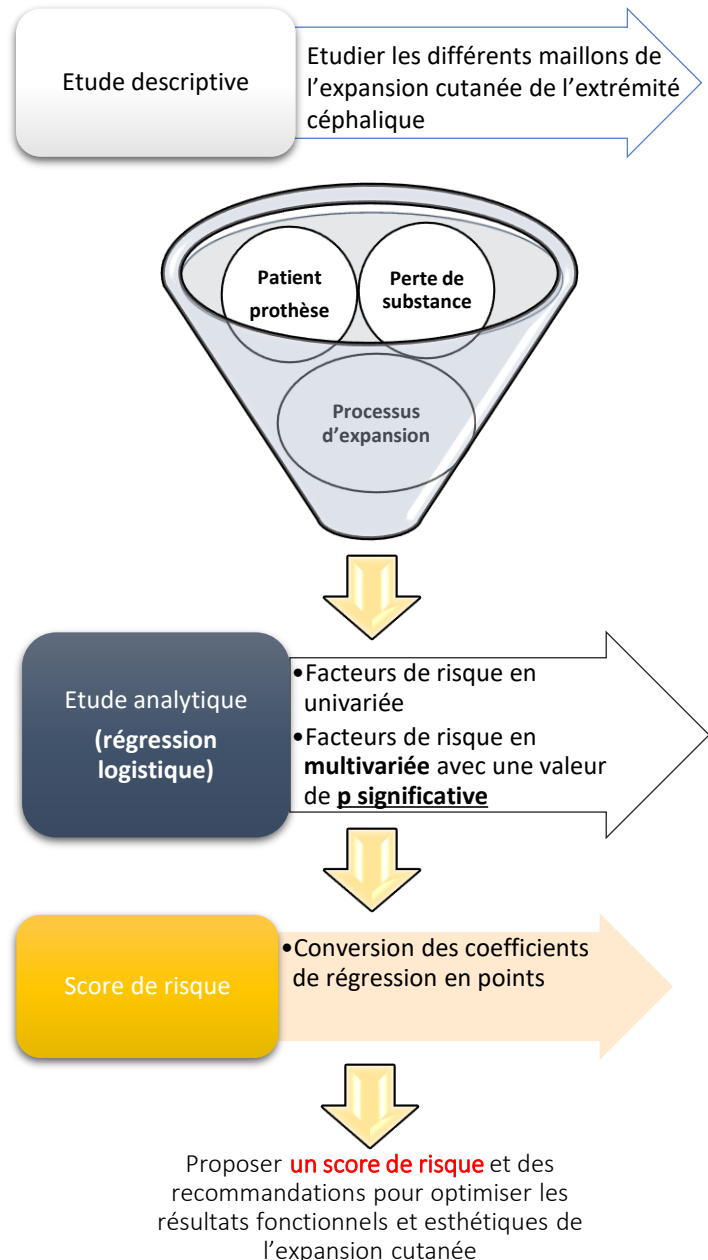 Etude descriptive
Etudier les différents maillons de
l’expansion cutanée de l’extrémité
céphalique
Patient
prothèse
Perte de
substance
Processus
d’expansion
Etude analytique
(régression
logistique)
•Facteurs de risque en
univariée
•Facteurs de risque en
multivariée avec une valeur
de p significative
Score de risque
•Conversion des coefficients
de régression en points
Proposer un score de risque et des
recommandations pour optimiser les
résultats fonctionnels et esthétiques de
l’expansion cutanée